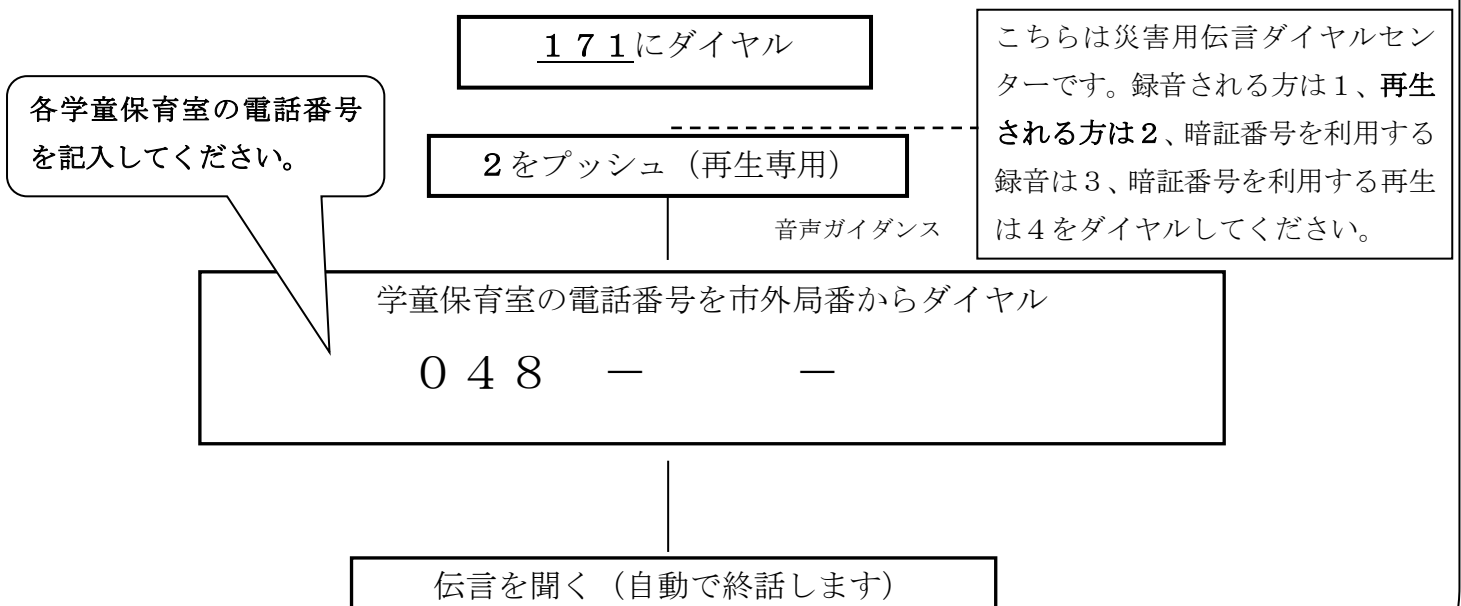 １７１にダイヤル
こちらは災害用伝言ダイヤルセン
ターです。録音される方は１、再生
される方は２、暗証番号を利用する
録音は３、暗証番号を利用する再生
は４をダイヤルしてください。
各学童保育室の電話番号
を記入してください。
２をプッシュ（再生専用）
音声ガイダンス
学童保育室の電話番号を市外局番からダイヤル
０４８　－　　　－
伝言を聞く（自動で終話します）